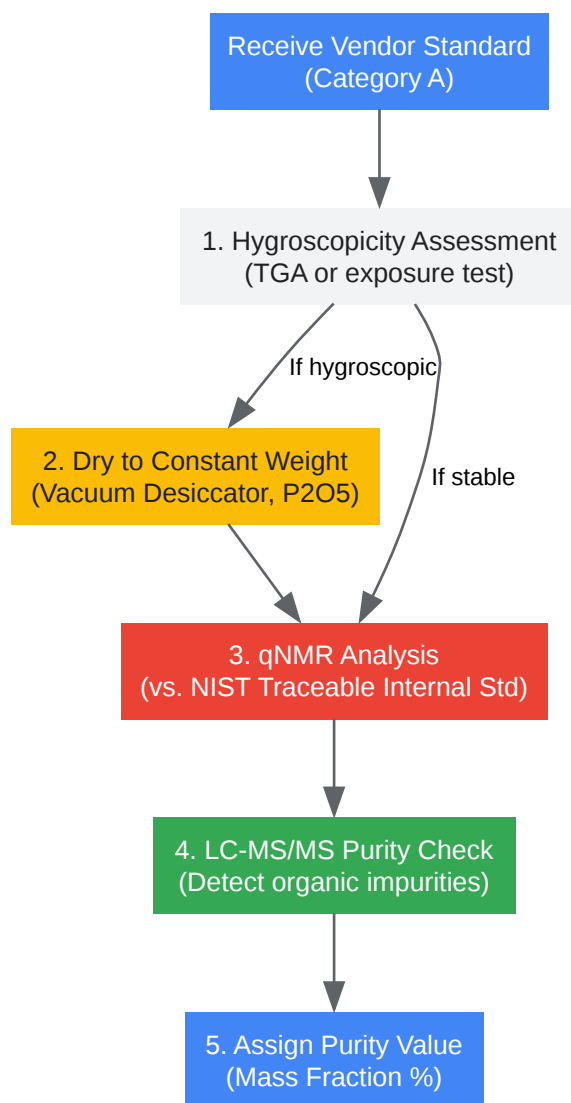 Receive Vendor Standard
(Category A)
1. Hygroscopicity Assessment
(TGA or exposure test)
If hygroscopic
2. Dry to Constant Weight
(Vacuum Desiccator, P2O5)
If stable
3. qNMR Analysis
(vs. NIST Traceable Internal Std)
4. LC-MS/MS Purity Check
(Detect organic impurities)
5. Assign Purity Value
(Mass Fraction %)